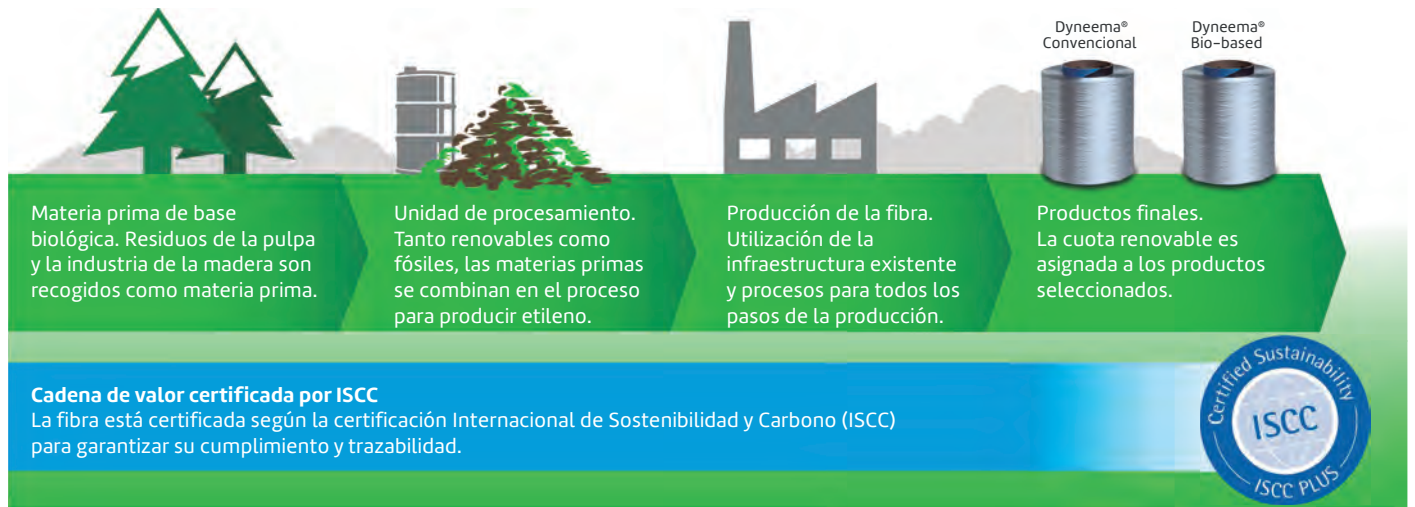 Dyneema®
Convencional
Dyneema®
Bio-based
Materia prima de base
biológica. Residuos de la pulpa
y la industria de la madera son
recogidos como materia prima.
Unidad de procesamiento.
Tanto renovables como
fósiles, las materias primas
se combinan en el proceso
para producir etileno.
Producción de la fibra.
Utilización de la
infraestructura existente
y procesos para todos los
pasos de la producción.
Productos finales.
La cuota renovable es
asignada a los productos
seleccionados.
Cadena de valor certificada por ISCC
La fibra está certificada según la certificación Internacional de Sostenibilidad y Carbono (ISCC)
para garantizar su cumplimiento y trazabilidad.
Certified Sustainability
ISCC
ISCC PLUS